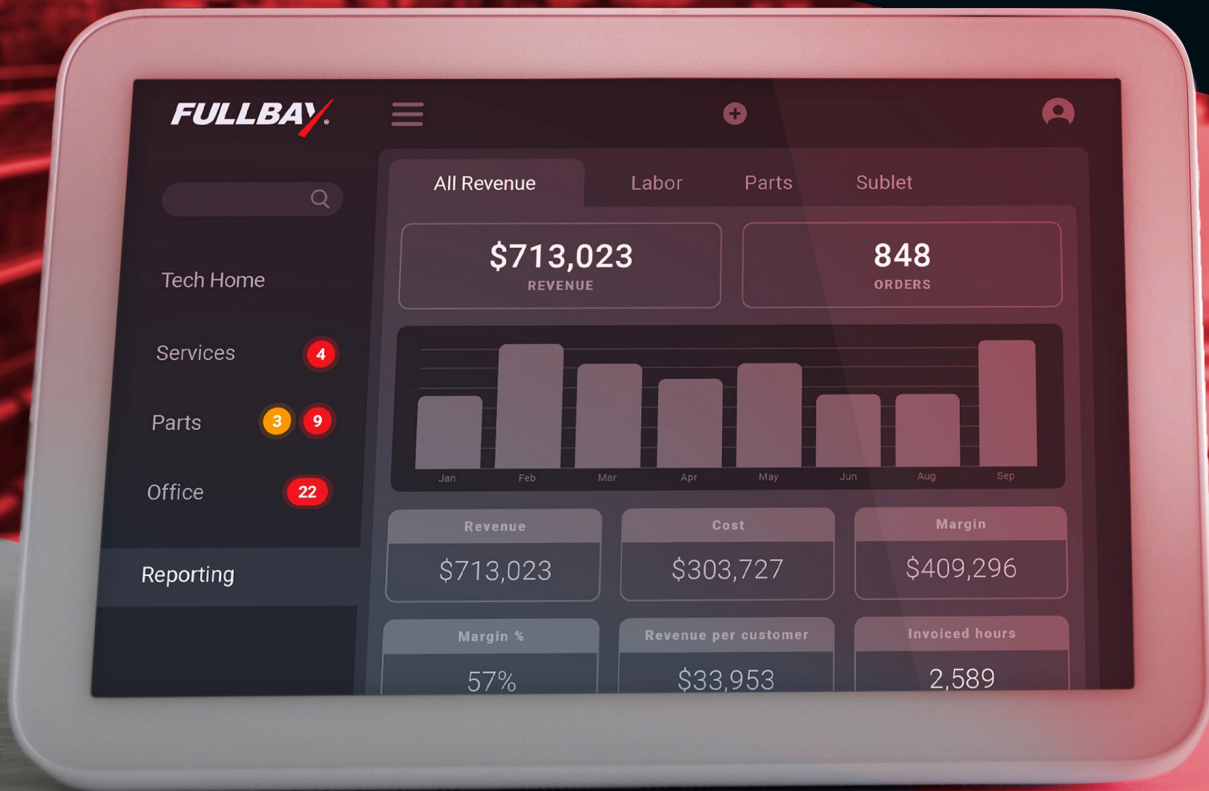 FULLBAY®
All Revenue Labor Parts Sublet
$713,023
REVENUE
848
ORDERS
Tech Home
Services 4
Parts 3 9
Office 22
Reporting
Jan Feb Mar Apr May Jun Aug Sep
Revenue Cost Margin
$713,023 $303,727 $409,296
Margin % Revenue per customer Invoiced hours
57% $33,953 2,589